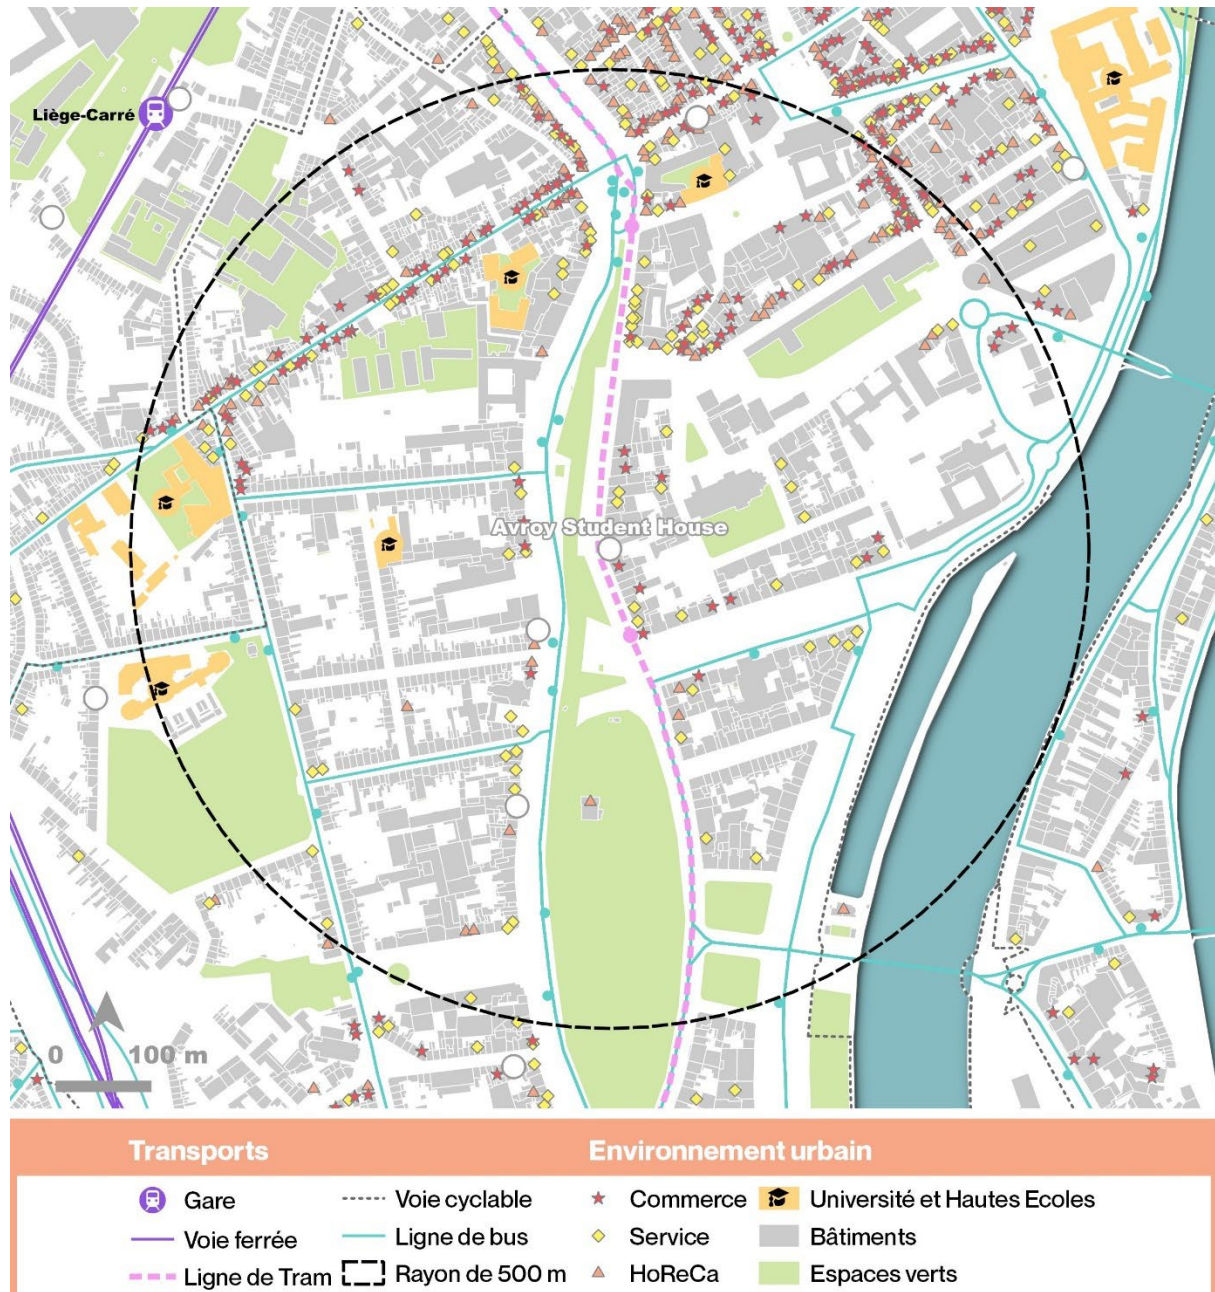 Liège-Carré
Avroy Student House
0 100 m
Transports Environnement urbain
Gare Voie cyclable Commerce Université et Hautes Ecoles
Voie ferrée Ligne de bus Service Bâtiments
Ligne de Tram Rayon de 500 m HoReCa Espaces verts